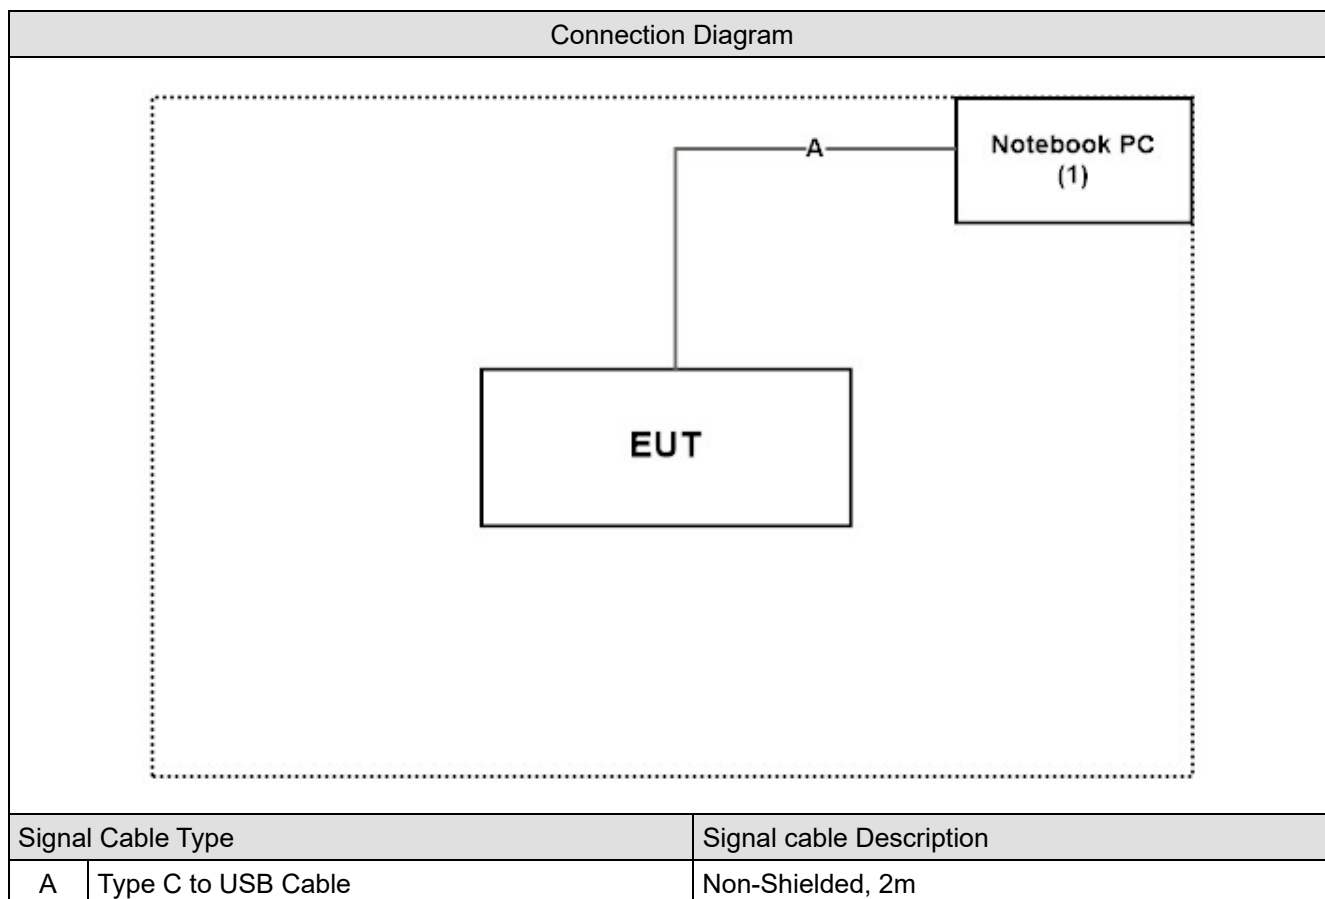 Connection Diagram
A
Notebook PC
(1)
EUT
Signal Cable Type
Signal cable Description
A
Type C to USB Cable
Non-Shielded, 2m